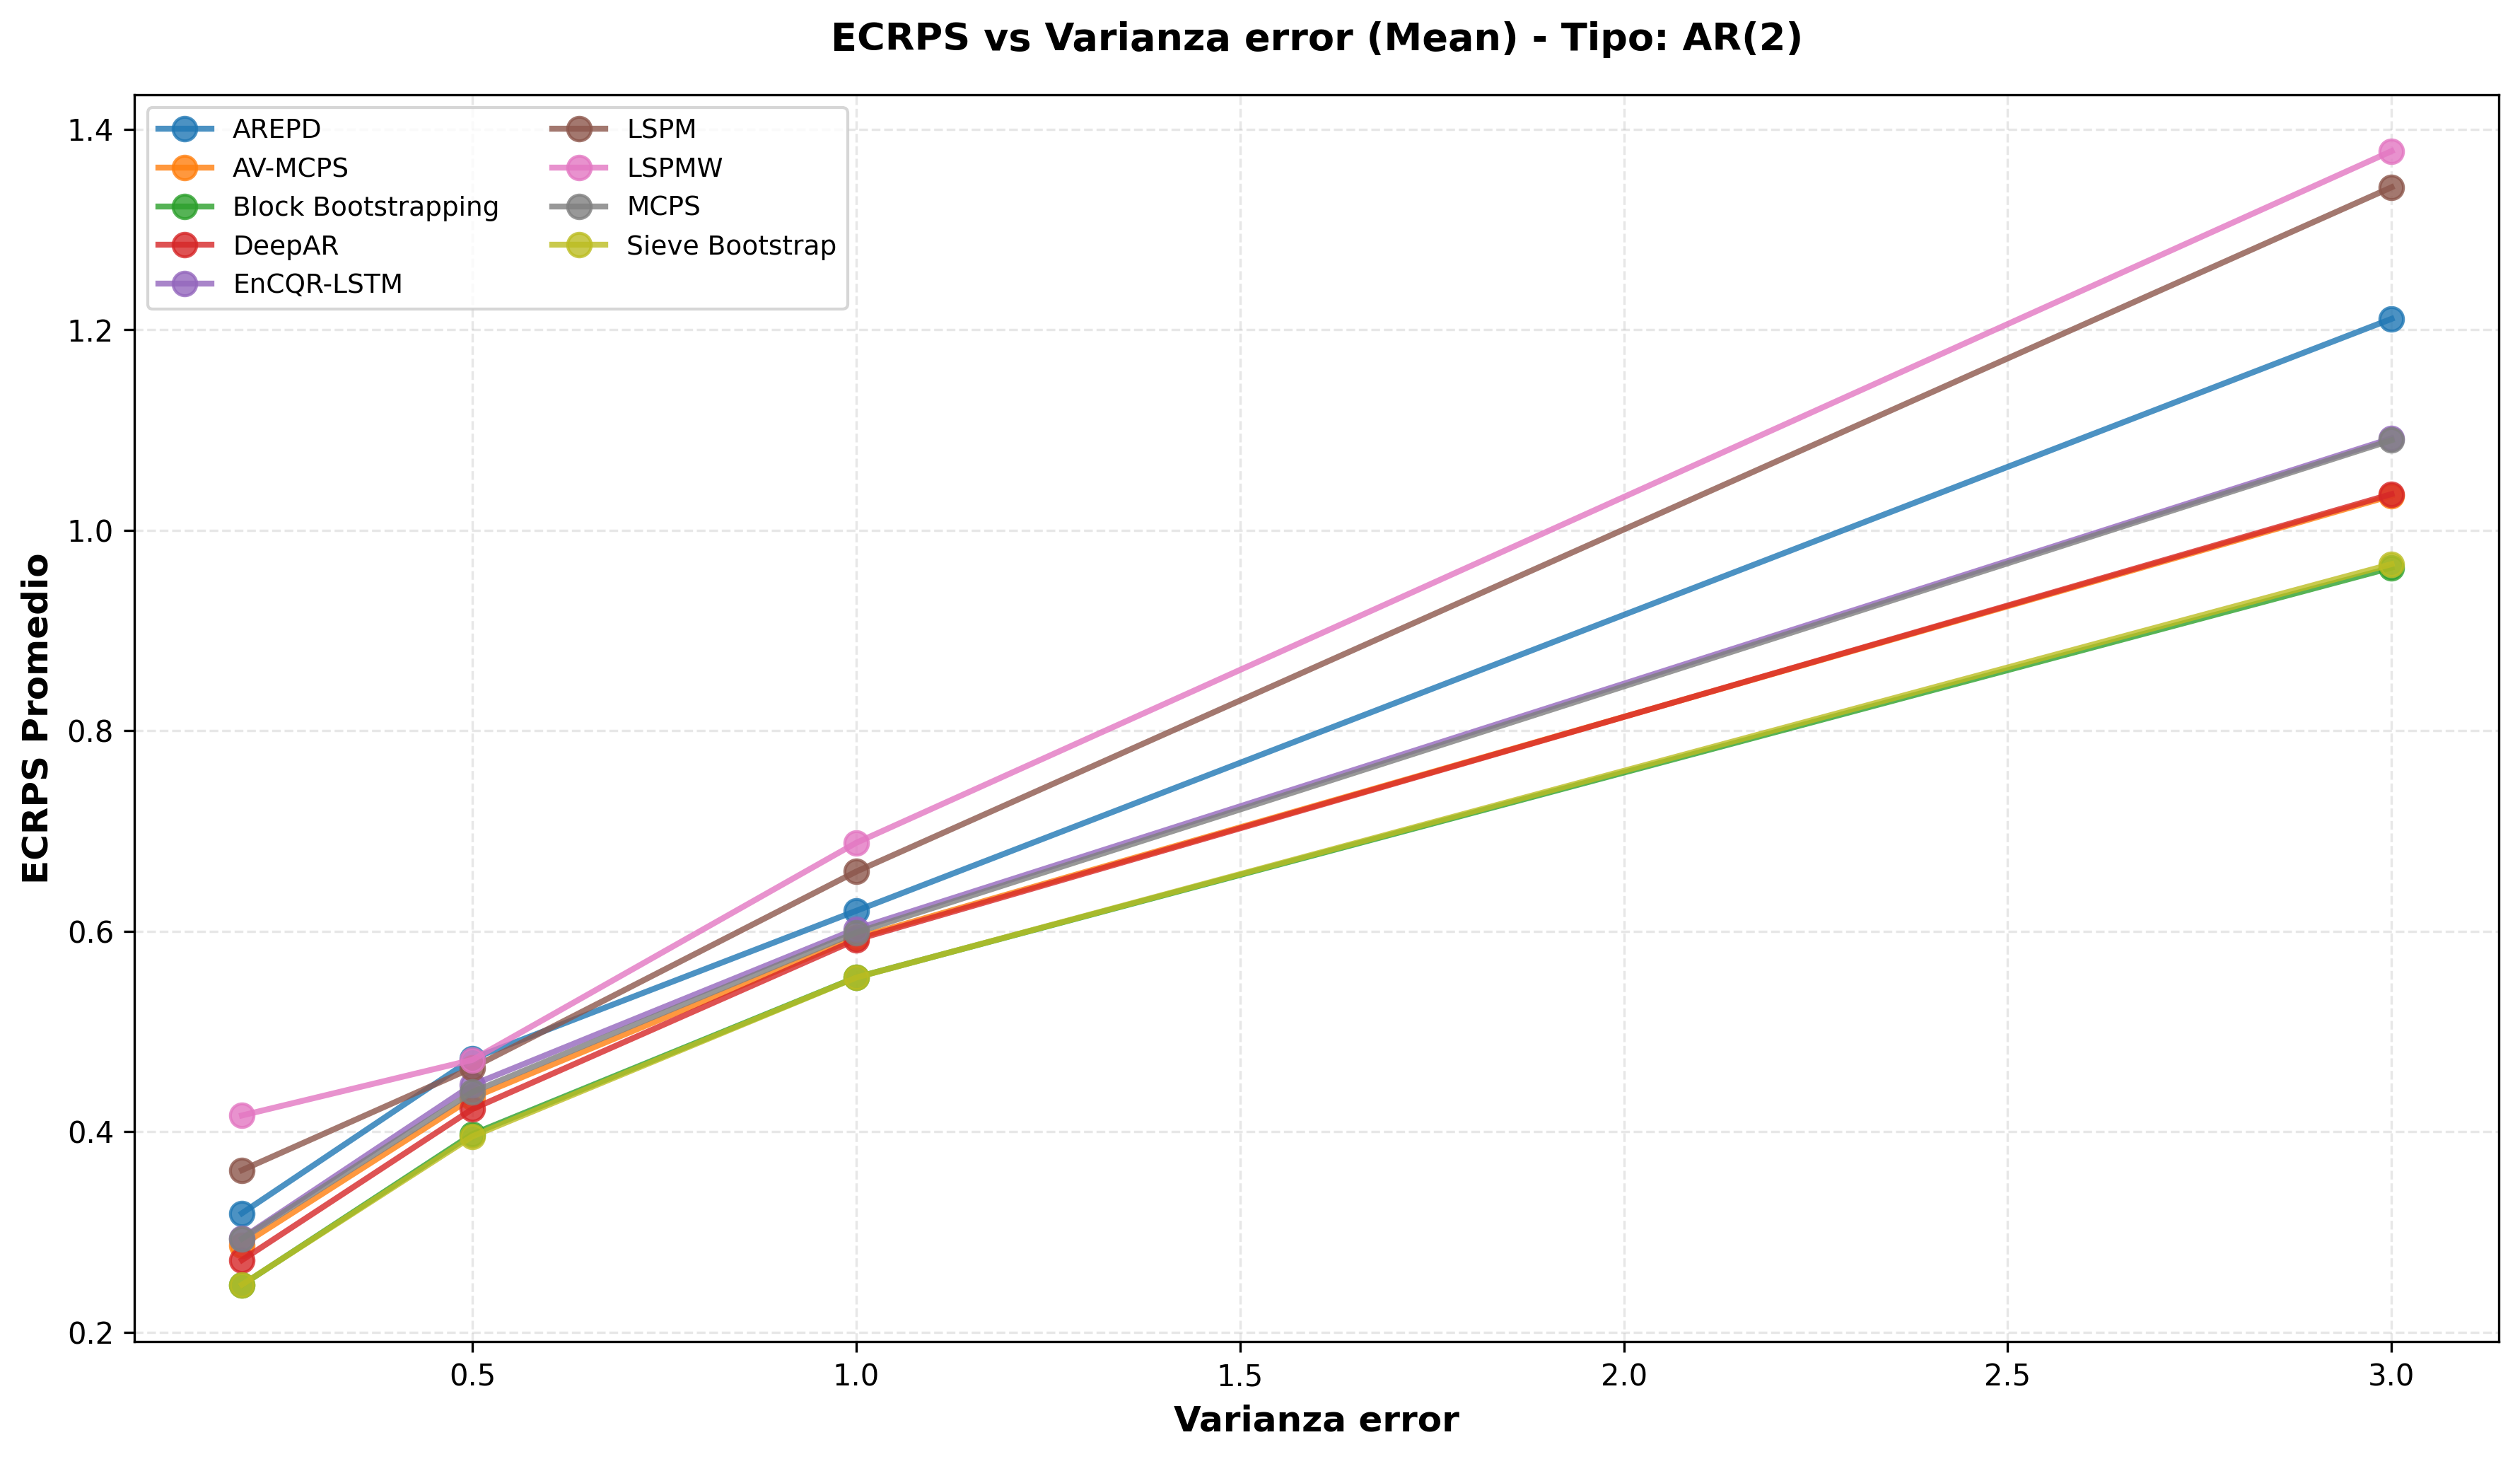 ECRPS vs Varianza error (Mean) - Tipo: AR(2)
AREPD
AV-MCPS
Block Bootstrapping
DeepAR
EnCQR-LSTM
LSPM
LSPMW
MCPS
Sieve Bootstrap
ECRPS Promedio
1.4
1.2
1.0
0.8
0.6
0.4
0.2
0.5 1.0 1.5 2.0 2.5 3.0
Varianza error